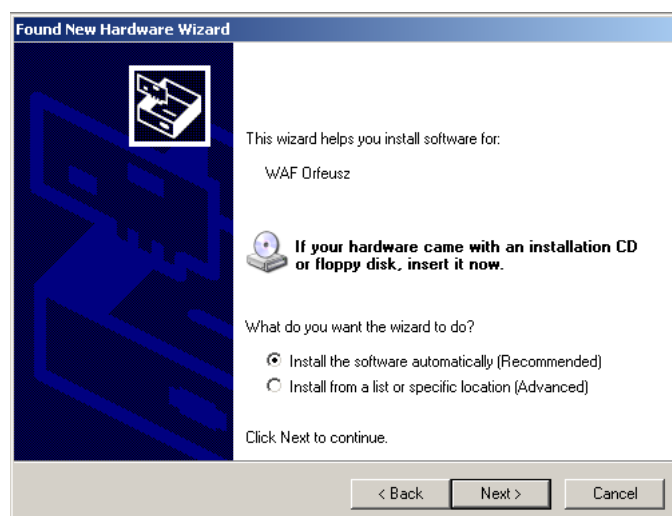 Found New Hardware Wizard
This wizard helps you install software for:
WAF Orfeusz
If your hardware came with an installation CD
or floppy disk, insert it now.
What do you want the wizard to do?
Install the software automatically (Recommended)
Install from a list or specific location (Advanced)
Click Next to continue.
< Back
Next >
Cancel